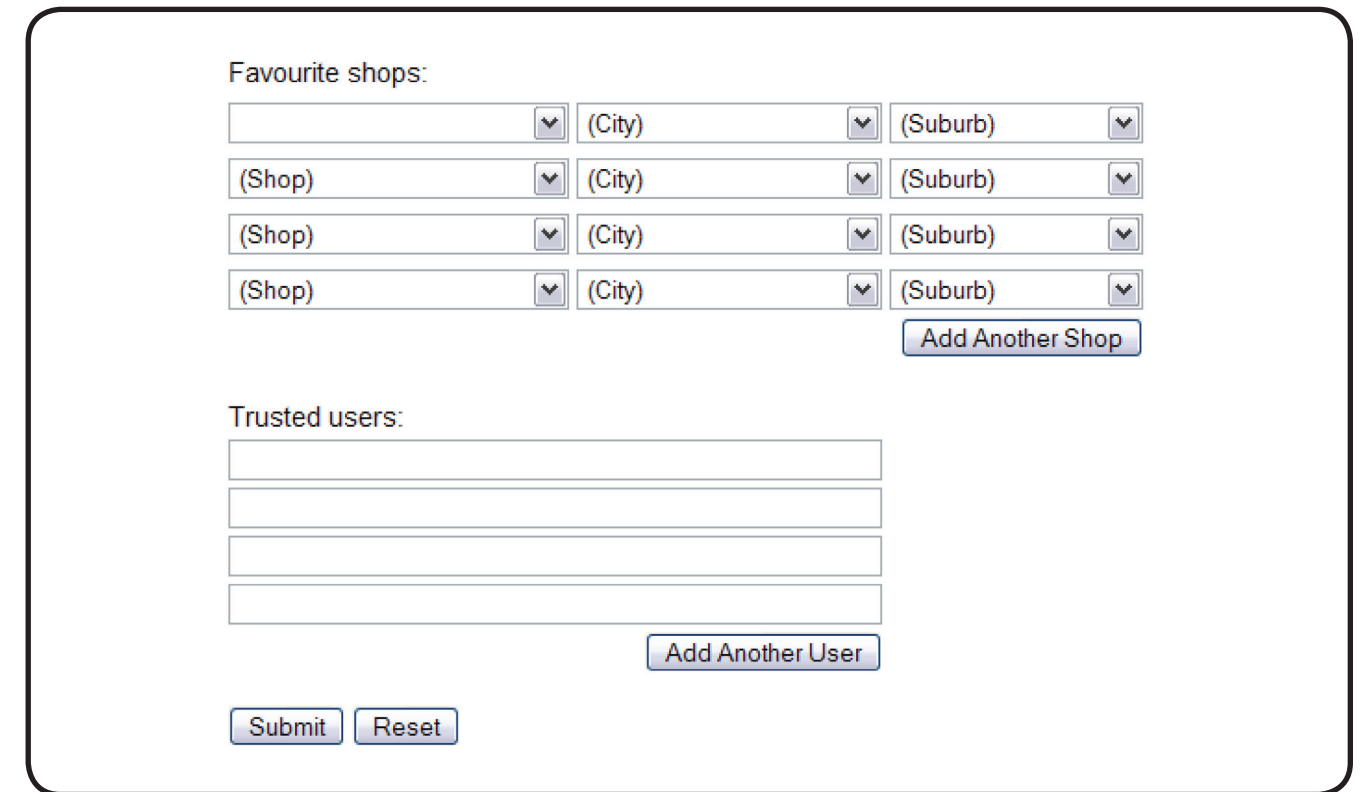 Favourite shops:
(City) (Suburb)
(Shop) (City) (Suburb)
(Shop) (City) (Suburb)
(Shop) (City) (Suburb)
Add Another Shop
Trusted users:
Add Another User
Submit Reset